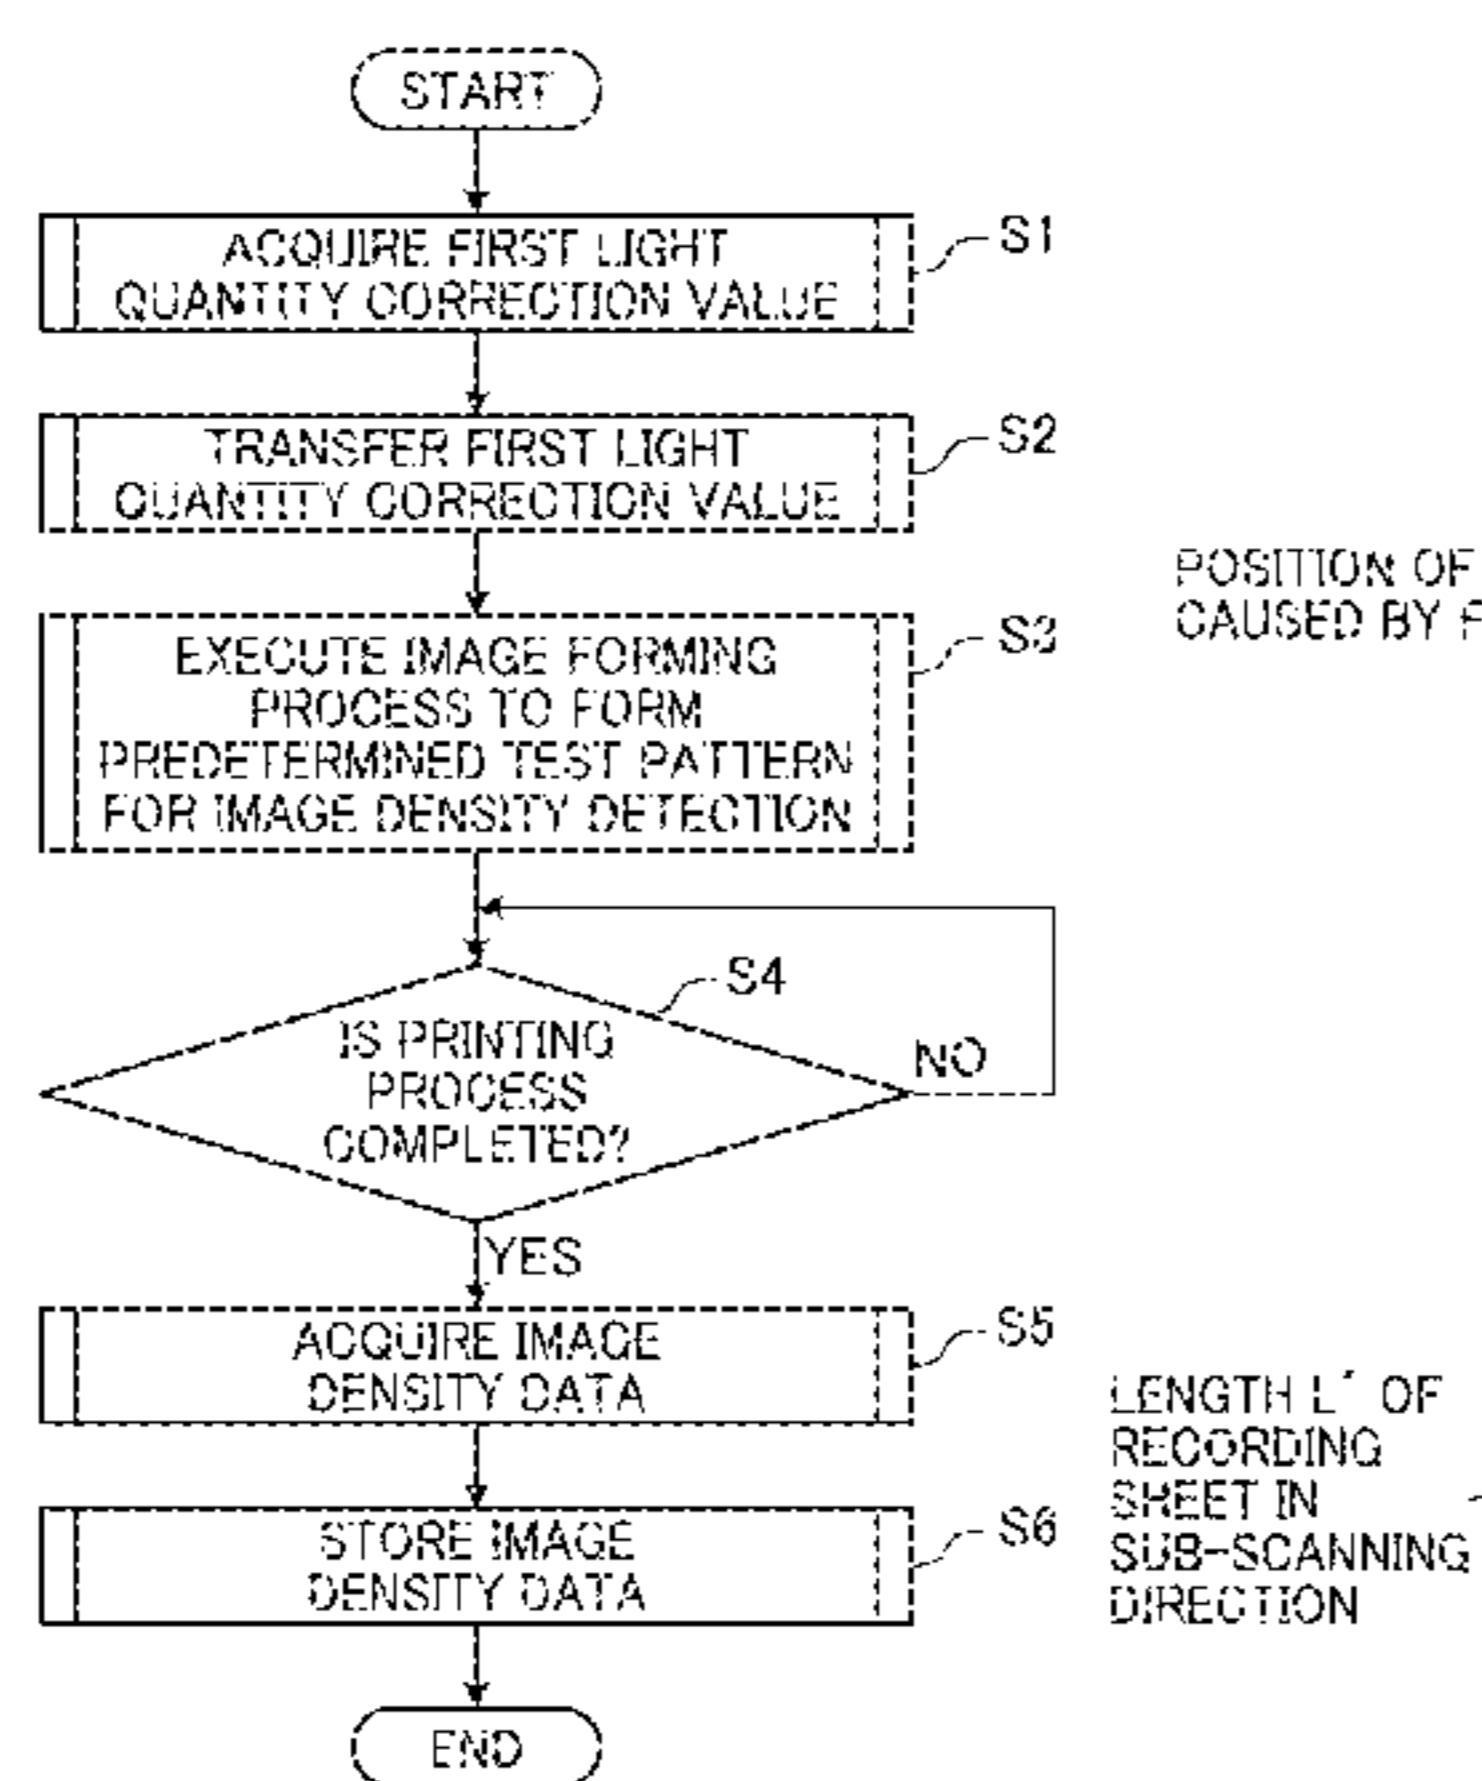 START
ACQUIRE FIRST LIGHT
QUANTITY CORRECTION VALUE
S1
TRANSFER FIRST LIGHT
QUANTITY CORRECTION VALUE
S2
EXECUTE IMAGE FORMING
PROCESS TO FORM
PREDETERMINED TEST PATTERN
FOR IMAGE DENSITY DETECTION
S3
IS PRINTING
PROCESS
COMPLETED?
S4
NO
YES
ACQUIRE IMAGE
DENSITY DATA
S5
STORE IMAGE
DENSITY DATA
S6
END
POSITION OF
CAUSED BY
LENGTH L´ OF
RECORDING
SHEET IN
SUB-SCANNING
DIRECTION